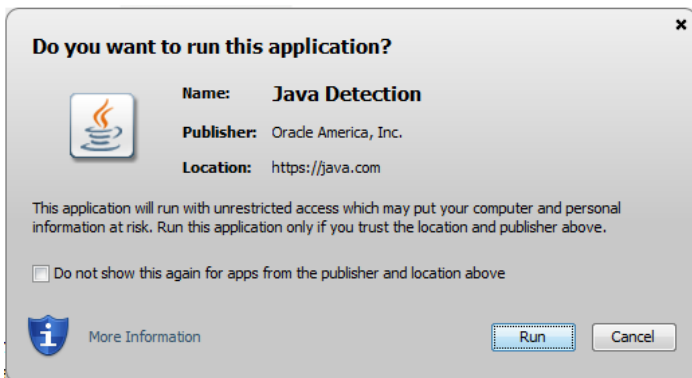 Do you want to run this application?
Name: Java Detection
Publisher: Oracle America, Inc.
Location: https://java.com
This application will run with unrestricted access which may put your computer and personal
information at risk. Run this application only if you trust the location and publisher above.
Do not show this again for apps from the publisher and location above
More Information
Run
Cancel